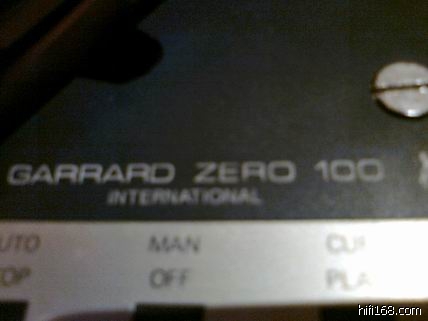 GARRARD ZERO 100
INTERNATIONAL
MAN
OFF
hifi168.com